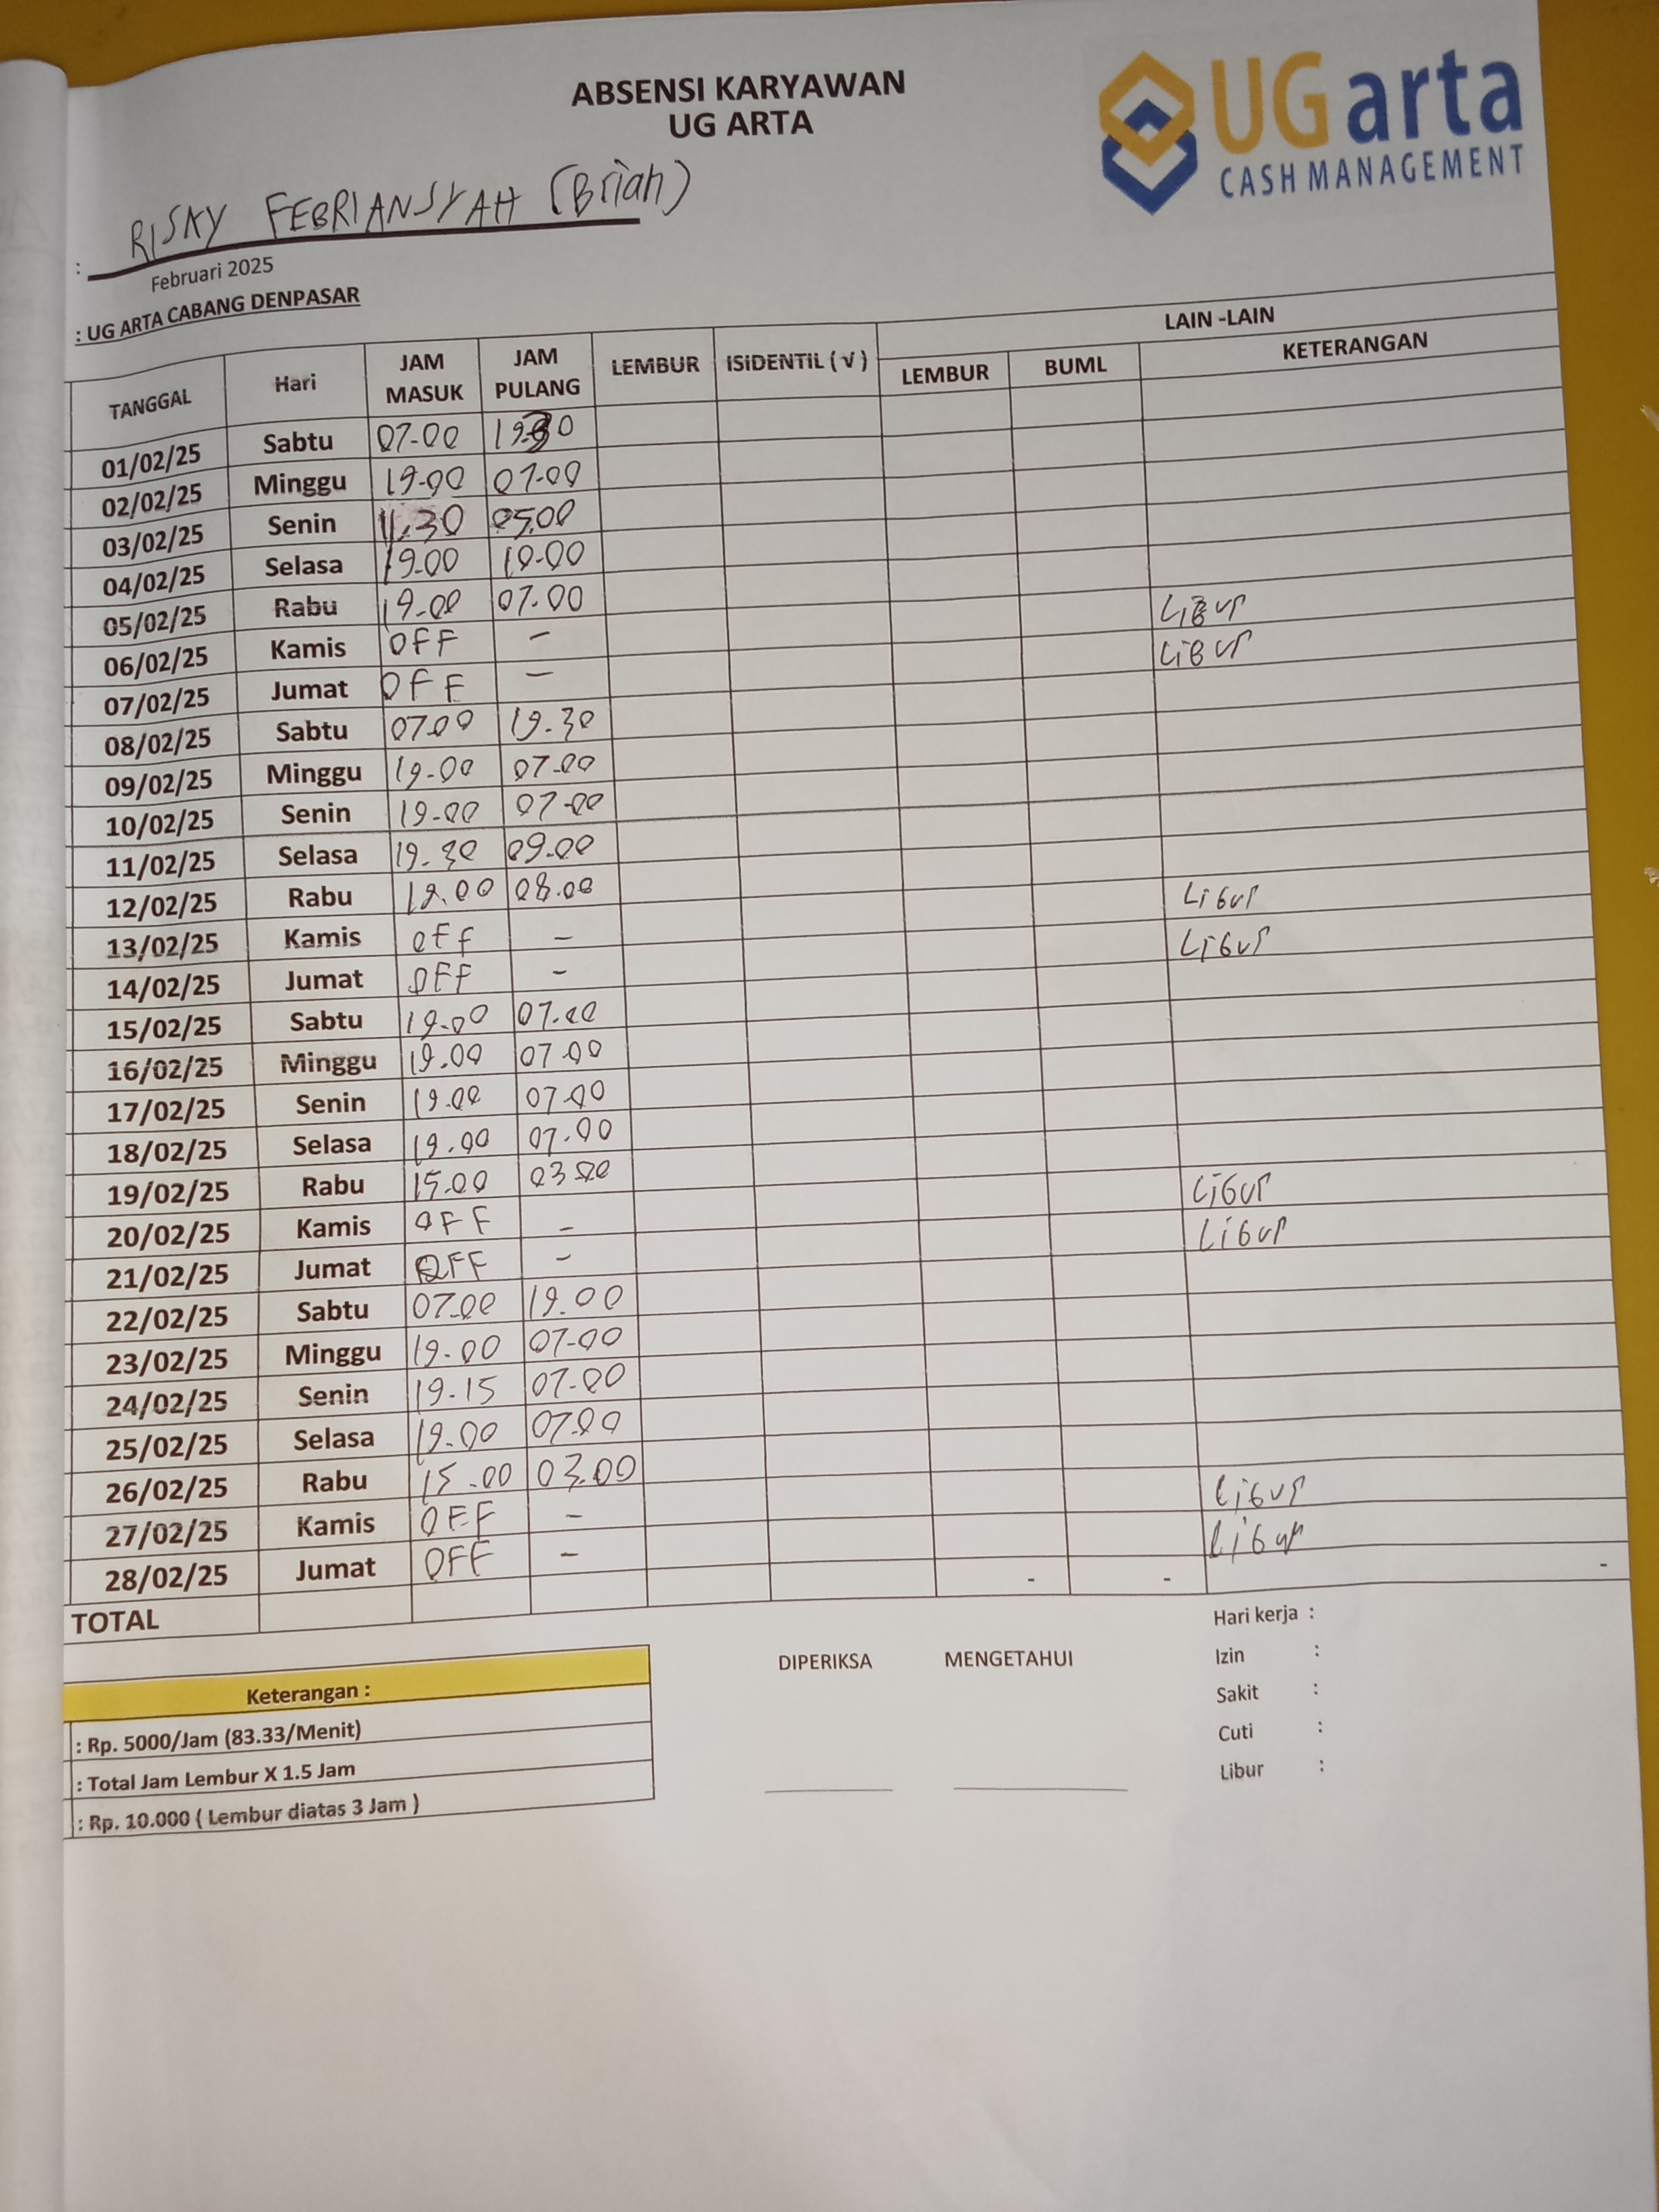 ABSENSI KARYAWAN
UG ARTA
UG arta
CASH MANAGEMENT
: RISKY FEBRIANSYAH (Brian)
Februari 2025
: UG ARTA CABANG DENPASAR
TANGGAL Hari JAM MASUK JAM PULANG LEMBUR ISIDENTIL (√) LAIN -LAIN
LEMBUR BUML KETERANGAN
01/02/25 Sabtu 07-00
02/02/25 Minggu 19-00 07-00
03/02/25 Senin 11.30 05.00
04/02/25 Selasa 19-00 19-00
05/02/25 Rabu 19-00 07.00
06/02/25 Kamis OFF - LiBur
07/02/25 Jumat OFF - LiBur
08/02/25 Sabtu 07.00 19.30
09/02/25 Minggu 19-00 07-00
10/02/25 Senin 19-00 07-00
11/02/25 Selasa 19.30 09.00
12/02/25 Rabu 08.00
13/02/25 Kamis OFF - Libur
14/02/25 Jumat OFF - Libur
15/02/25 Sabtu 19.00 07.00
16/02/25 Minggu 19.00 07.00
17/02/25 Senin 19.00 07.00
18/02/25 Selasa 19.00 07.00
19/02/25 Rabu 15.00 03.00
20/02/25 Kamis OFF - Libur
21/02/25 Jumat OFF - Libur
22/02/25 Sabtu 07.00 19.00
23/02/25 Minggu 19.00 07-00
24/02/25 Senin 19-15 07.00
25/02/25 Selasa 19.00 07.00
26/02/25 Rabu 15.00 03.00
27/02/25 Kamis OFF - Libur
28/02/25 Jumat OFF - Libur
TOTAL - - -
Keterangan :
: Rp. 5000/Jam (83.33/Menit)
: Total Jam Lembur X 1.5 Jam
: Rp. 10.000 ( Lembur diatas 3 Jam )
DIPERIKSA MENGETAHUI
Hari kerja :
Izin :
Sakit :
Cuti :
Libur :